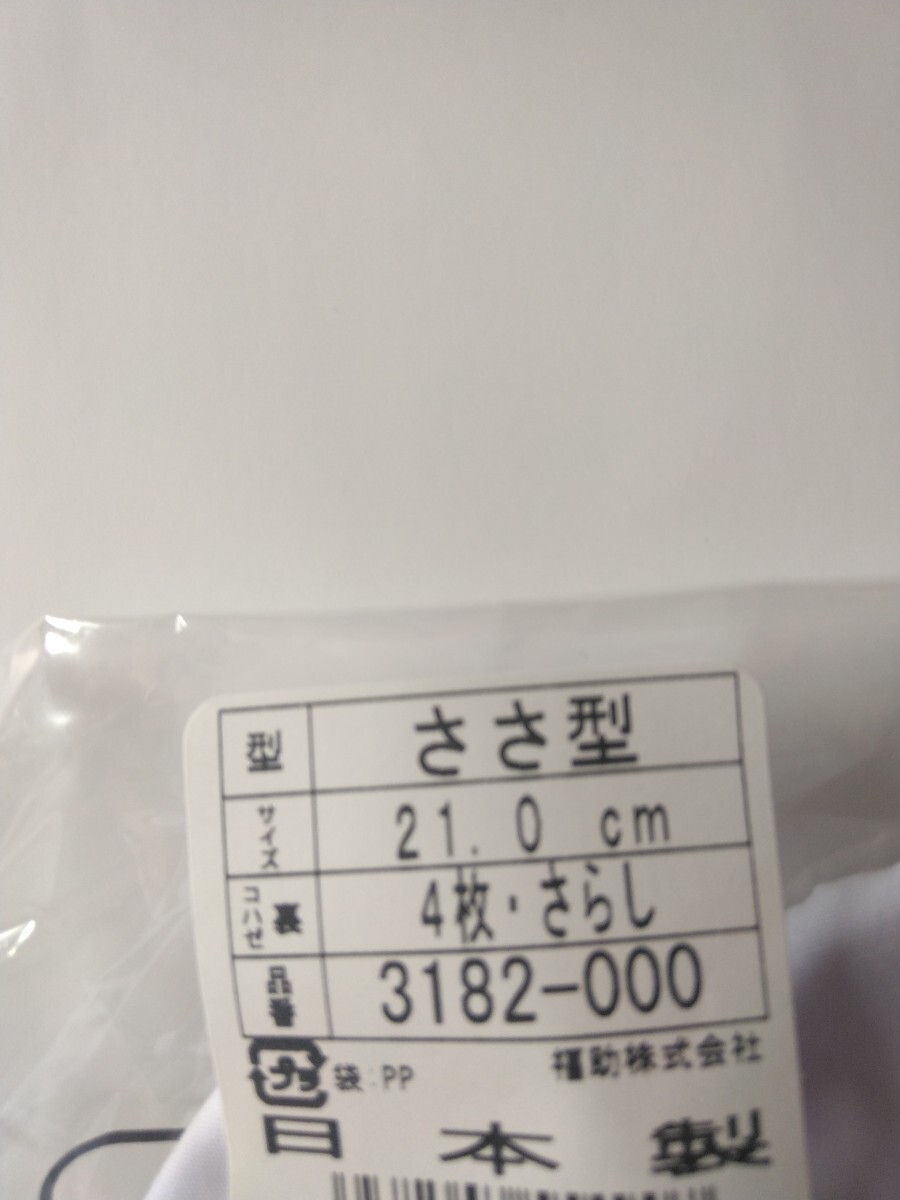 型 ささ型
サイズ 21.0 cm
コハゼ 裏 4枚・さらし
品番 3182-000
プラ 袋:PP 福助株式会社
日本製